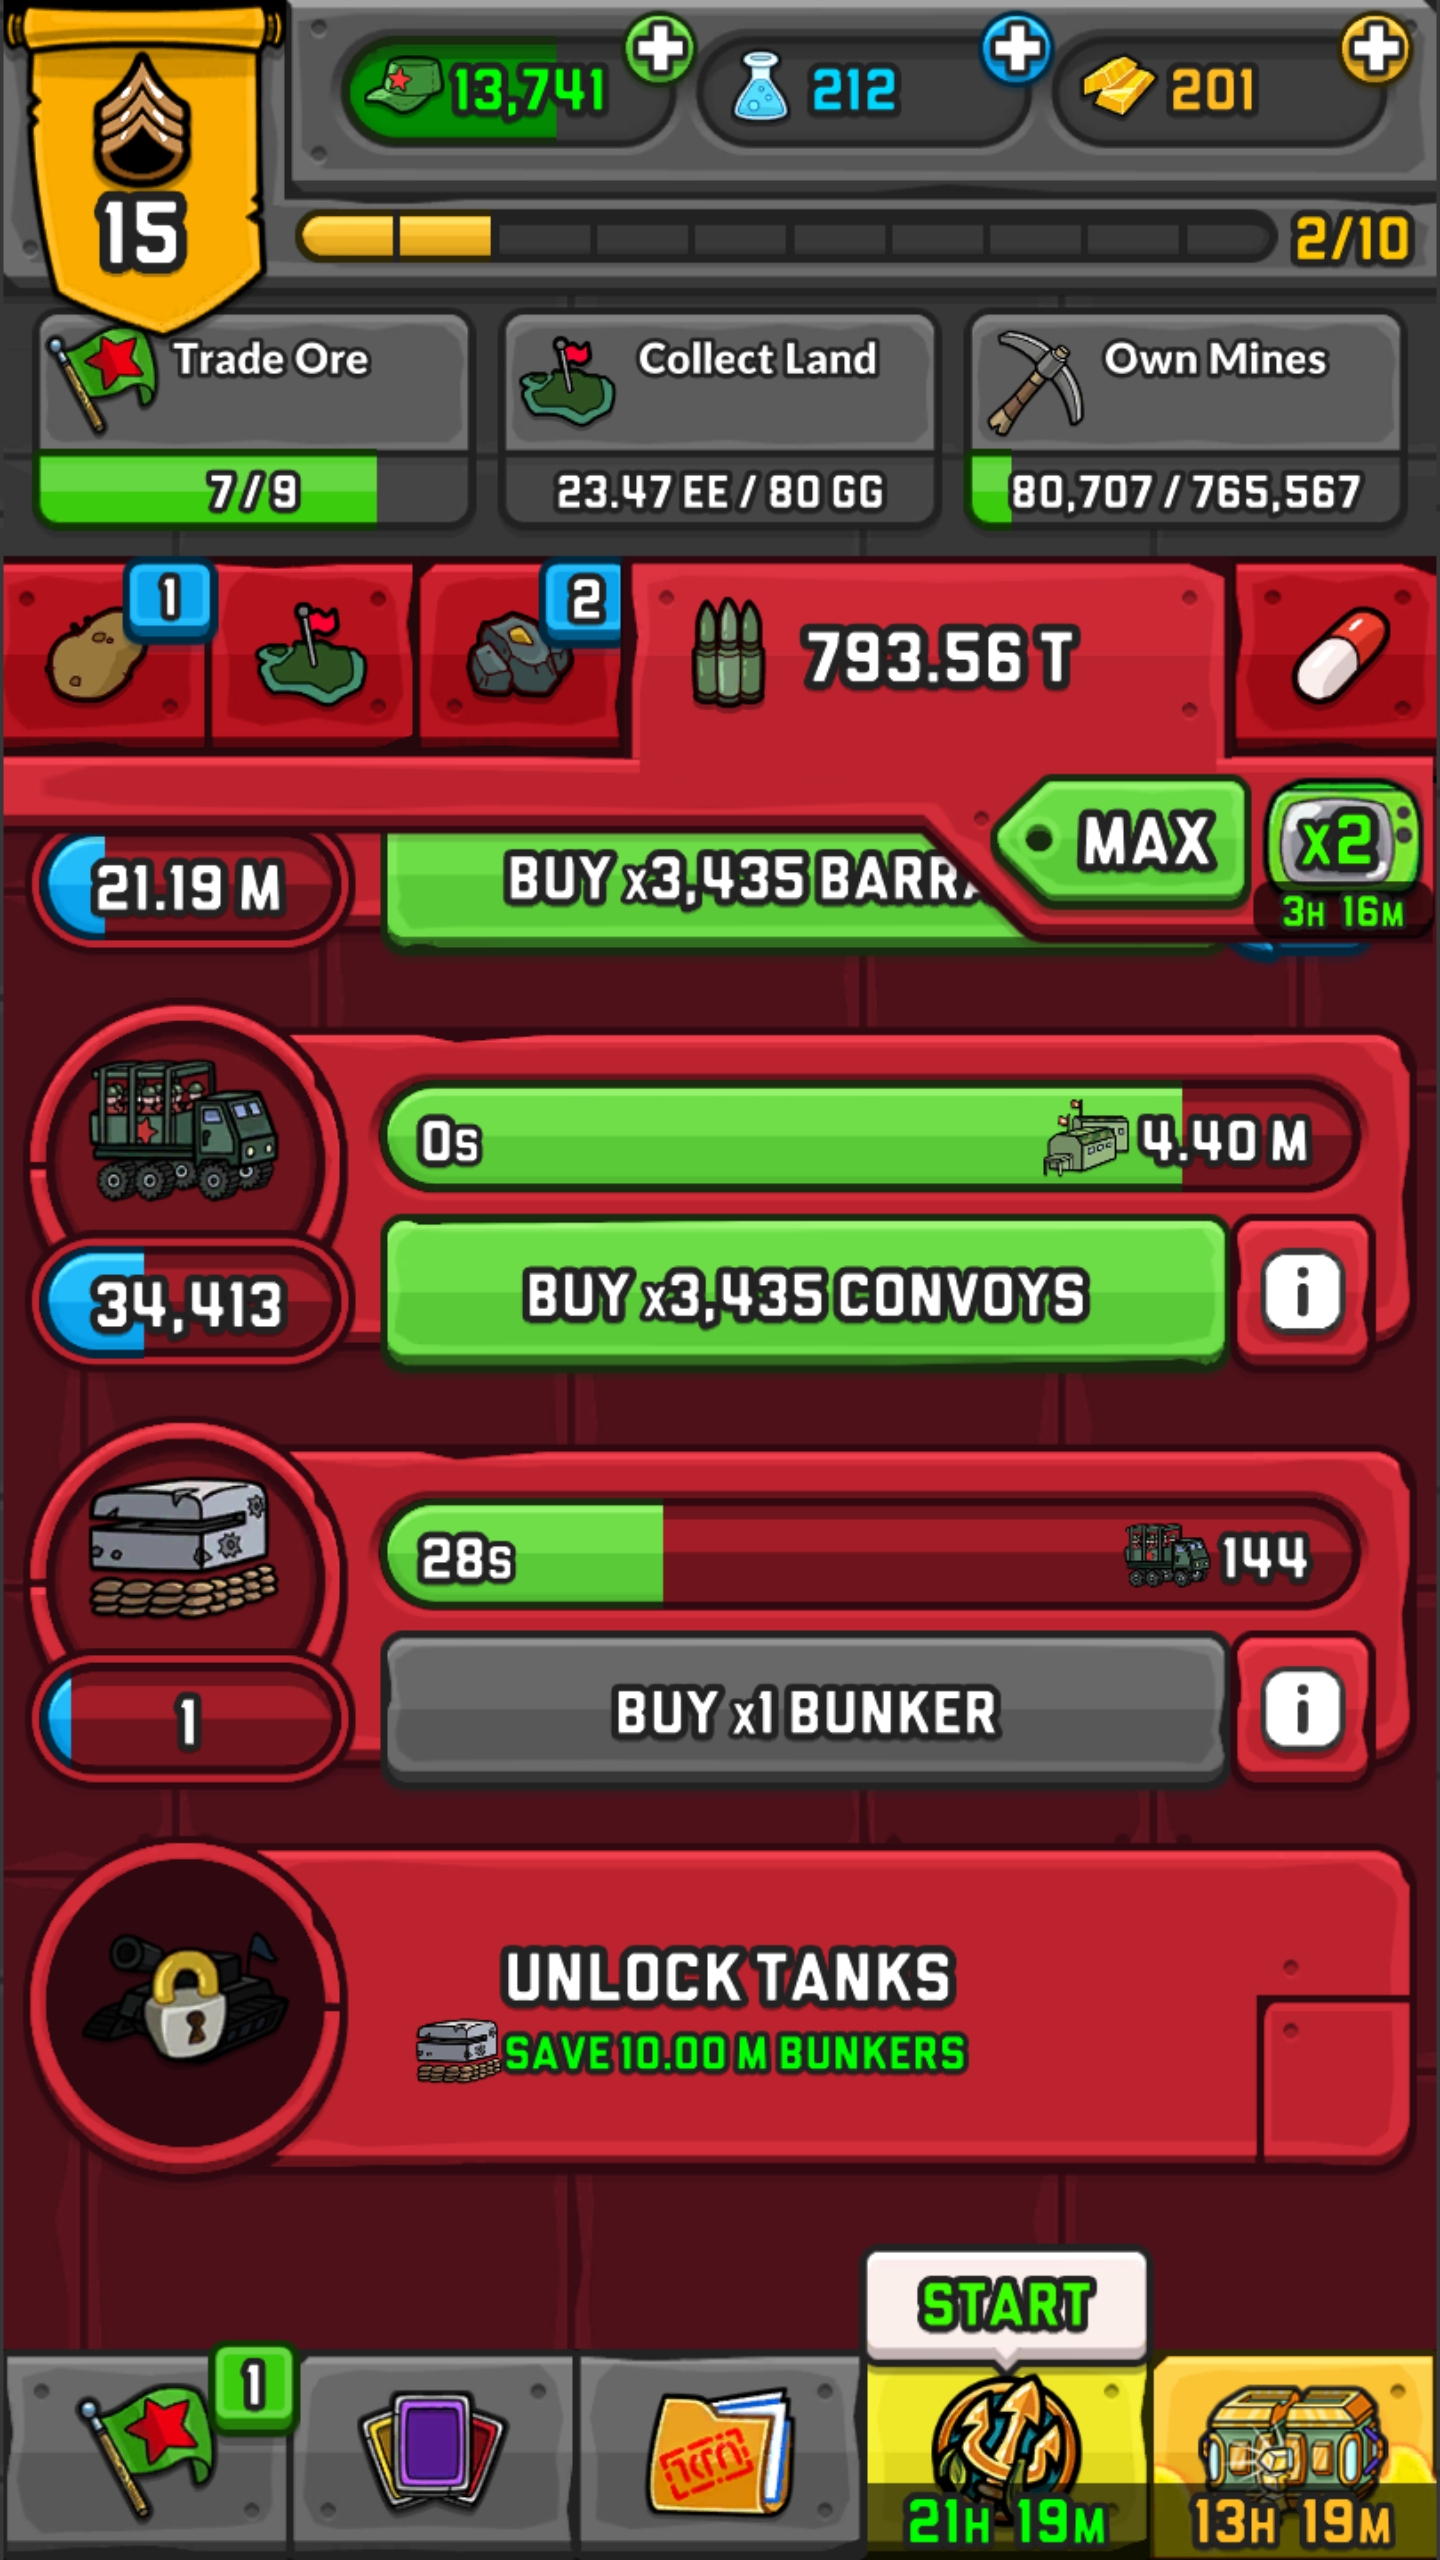 13,741
212
201
15
2/10
Trade Ore
Collect Land
Own Mines
7/9
23.47 EE / 80 GG
80,707 / 765,567
1
2
793.56 T
MAX
x2
3H 16M
21.19 M
BUY x3,435 BARRA
0s
4.40 M
34,413
BUY x3,435 CONVOYS
i
28s
144
1
BUY x1 BUNKER
i
UNLOCK TANKS
SAVE 10.00 M BUNKERS
START
1
21H 19M
13H 19M